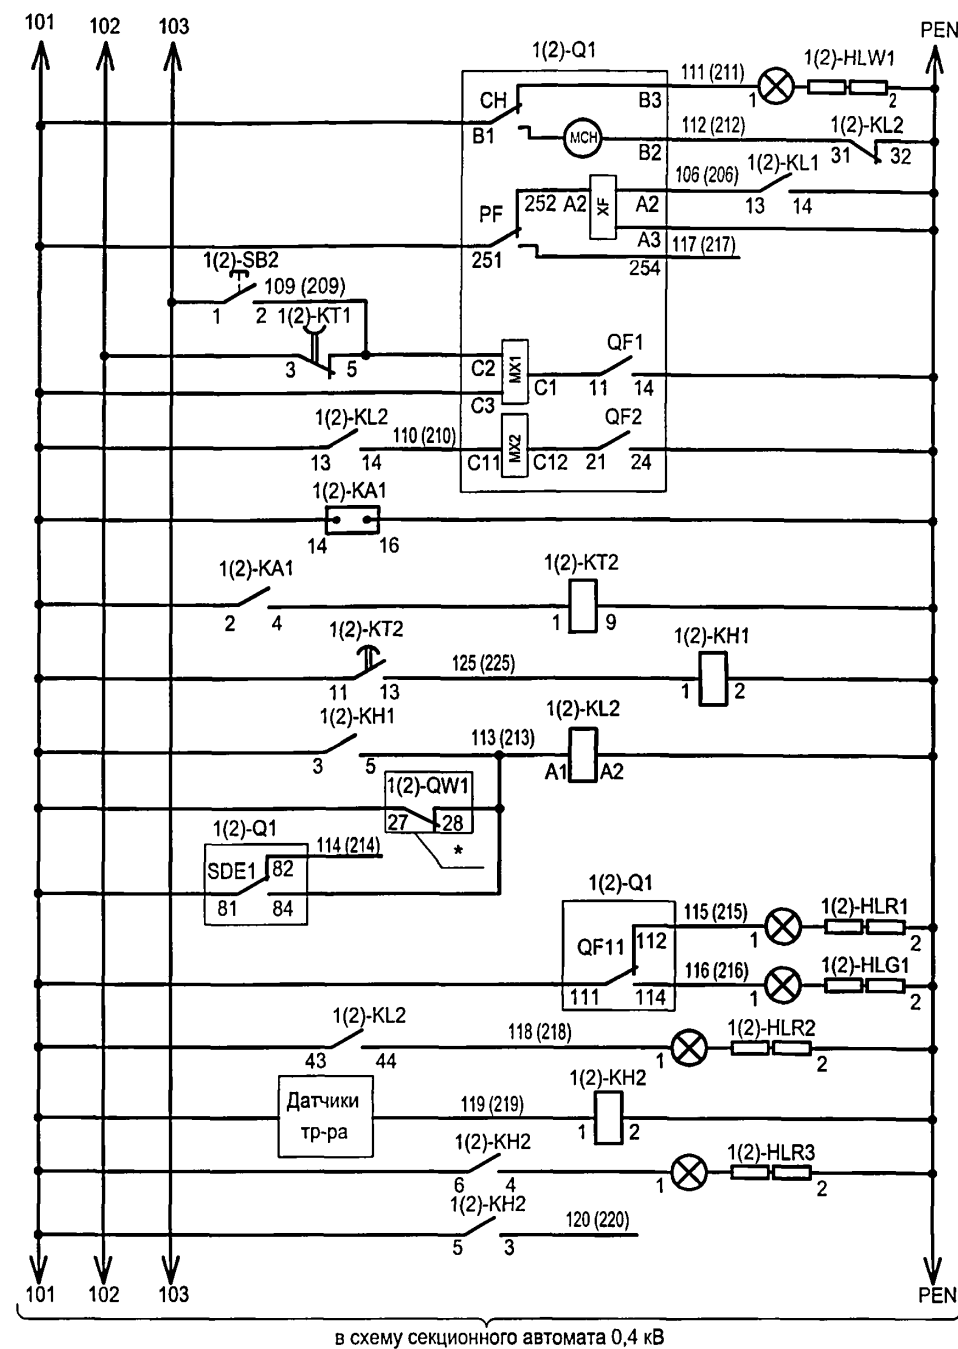 101 102 103 PEN
1(2)-Q1
111 (211) 1(2)-HLW1
CH B3 1 2
B1 МСН 112 (212) 1(2)-KL2
B2 31 32
106 (206) 1(2)-KL1
252 A2 XF A2 13 14
PF
251 A3 117 (217)
254
1(2)-SB2
109 (209)
1 2 1(2)-KT1
3 5
C2 MX1 QF1
C1 11 14
C3
1(2)-KL2 QF2
110 (210)
13 14 C11 MX2 C12 21 24
1(2)-KA1
14 16
1(2)-KA1 1(2)-KT2
2 4 1 9
1(2)-KT2 1(2)-KH1
125 (225)
11 13 1 2
1(2)-KH1 1(2)-KL2
113 (213)
3 5 A1 A2
1(2)-QW1
27 28
*
1(2)-Q1
114 (214)
SDE1 82
81 84
1(2)-Q1
115 (215) 1(2)-HLR1
QF11 112 1 2
116 (216) 1(2)-HLG1
111 114 1 2
1(2)-KL2
118 (218) 1(2)-HLR2
43 44 1 2
Датчики
тр-ра
1(2)-KH2
119 (219)
1 2
1(2)-KH2 1(2)-HLR3
6 4 1 2
1(2)-KH2
120 (220)
5 3
101 102 103 PEN
в схему секционного автомата 0,4 кВ